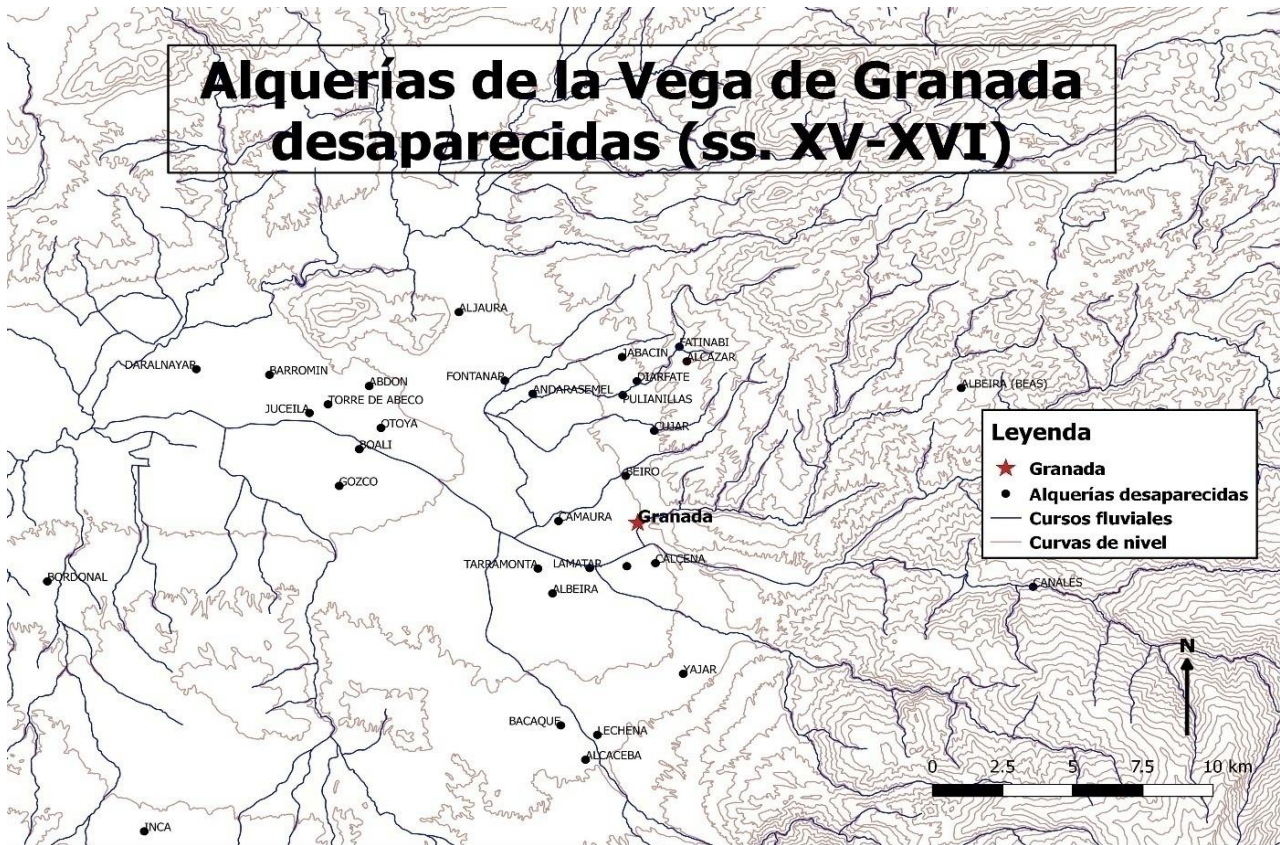 Alquerías de la Vega de Granada
desaparecidas (ss. XV-XVI)
ALJAURA
FATINABI
JABACIN
ALCAZAR
DARALNAYAR
BARROMIN
ABDON
FONTANAR
DIARFATE
ALBEIRA (BEAS)
ANDARASEMEL
PULIANILLAS
TORRE DE ABECO
JUCEILA
OTOYA
CUJAR
BOALI
BEIRO
GOZCO
CAMAURA
Granada
Leyenda
Granada
Alquerías desaparecidas
Cursos fluviales
Curvas de nivel
TARRAMONTA
LAMATAR
CALCENA
BORDONAL
ALBEIRA
CANALES
N
YAJAR
BACAQUE
LECHENA
ALCACEBA
0 2.5 5 7.5 10 km
INCA